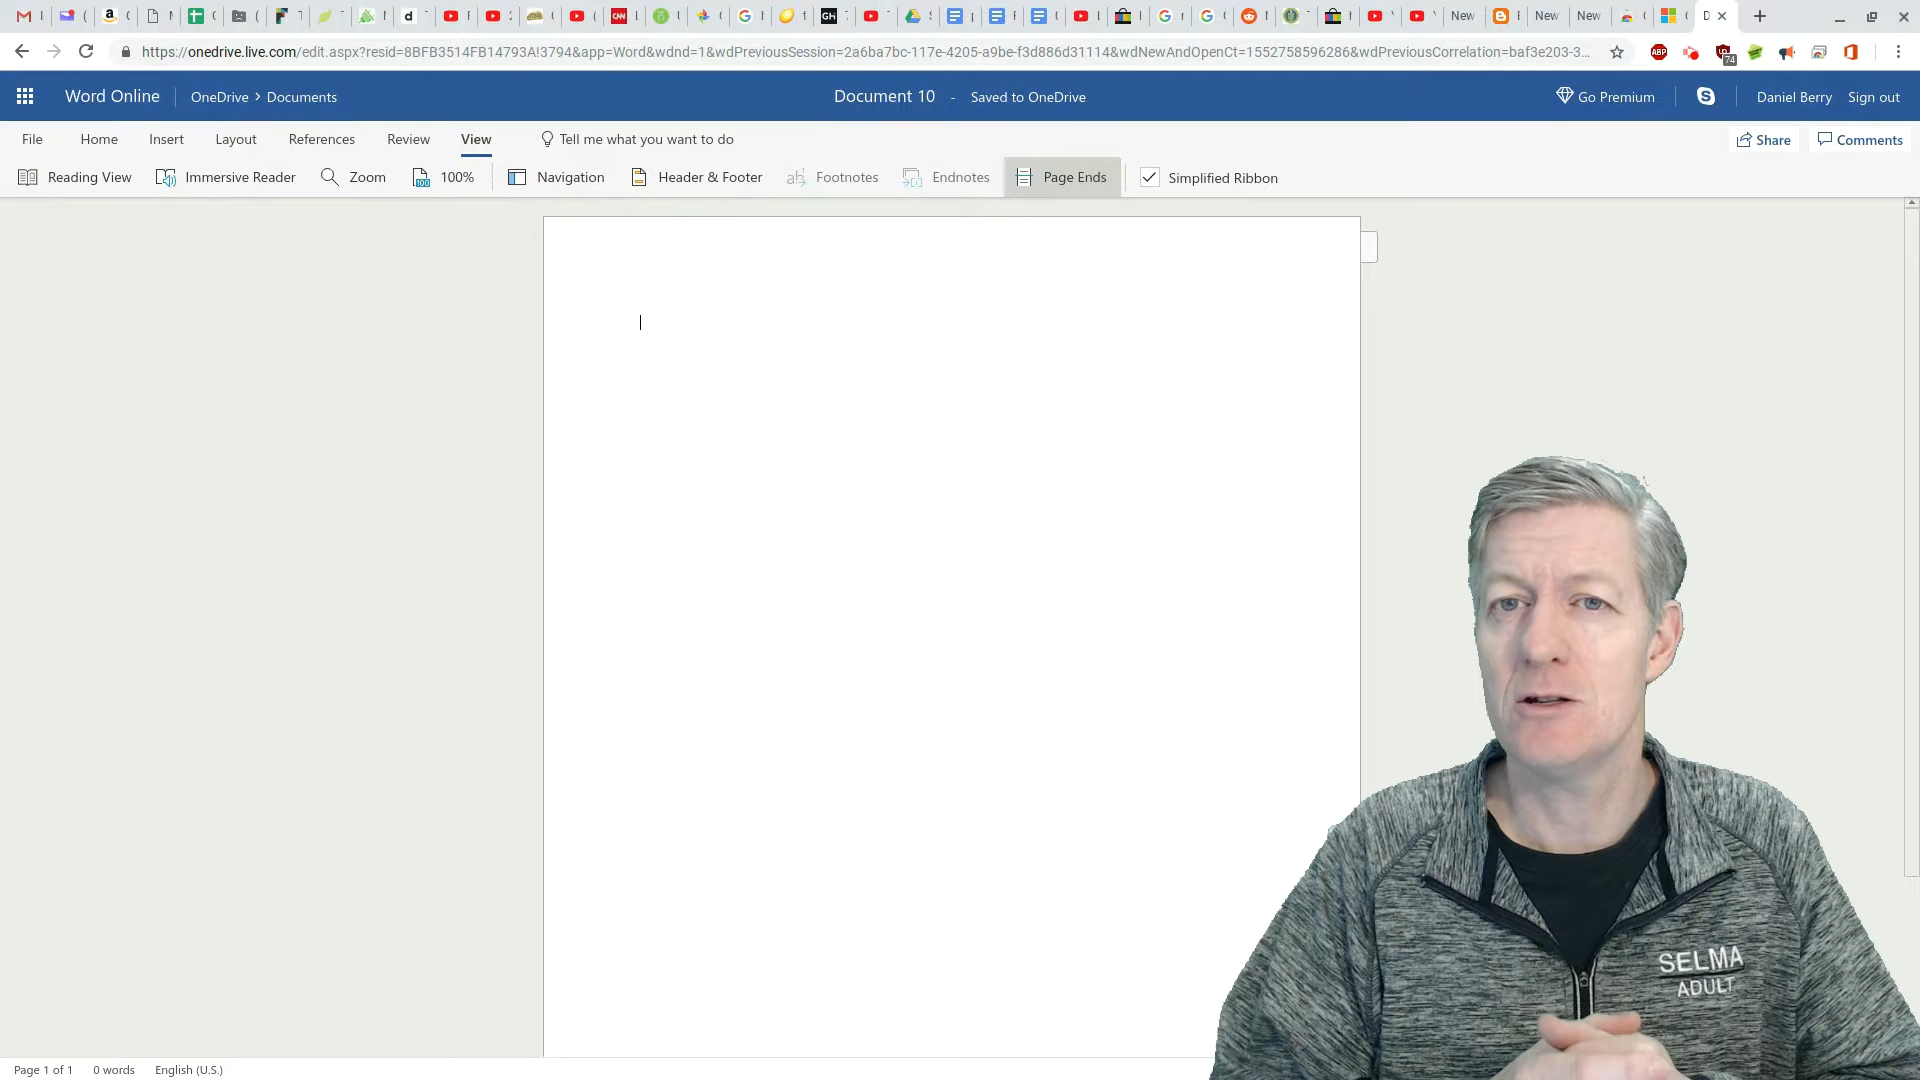 https://onedrive.live.com/edit.aspx?resid=8BFB3514FB14793A!3794&app=Word&wdnd=1&wdPreviousSession=2a6ba7bc-117e-4205-a9be-f3d886d31114&wdNewAndOpenCt=1552758596286&wdPreviousCorrelation=baf3e203-3...
Word Online OneDrive > Documents Document 10 - Saved to OneDrive Go Premium Daniel Berry Sign out
File Home Insert Layout References Review View Tell me what you want to do Share Comments
Reading View Immersive Reader Zoom 100% Navigation Header & Footer Footnotes Endnotes Page Ends Simplified Ribbon
SELMA
ADULT
Page 1 of 1 0 words English (U.S.)